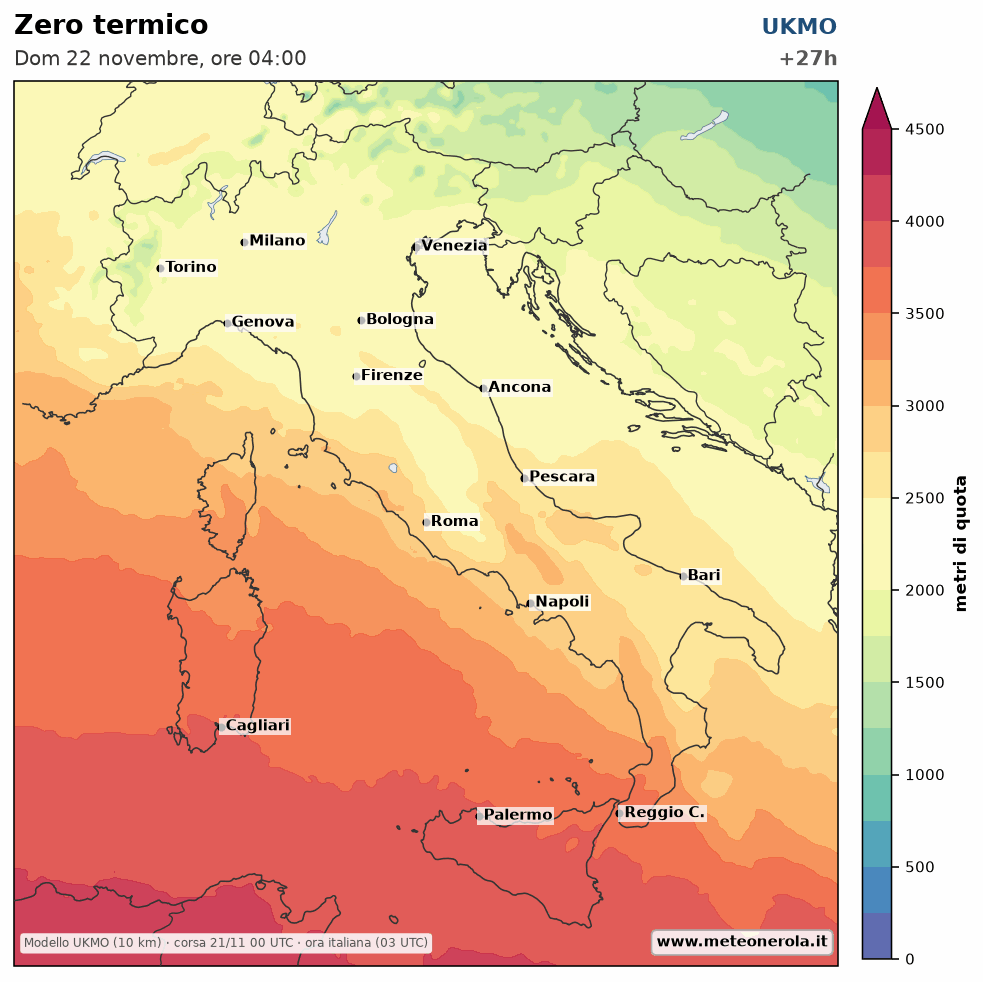 Zero termico
UKMO
Dom 22 novembre, ore 04:00
+27h
Milano
Venezia
Torino
Genova
Bologna
Firenze
Ancona
Pescara
Roma
Bari
Napoli
Cagliari
Palermo
Reggio C.
4500
4000
3500
3000
2500
2000
1500
1000
500
0
metri di quota
Modello UKMO (10 km) · corsa 21/11 00 UTC · ora italiana (03 UTC)
www.meteonerola.it